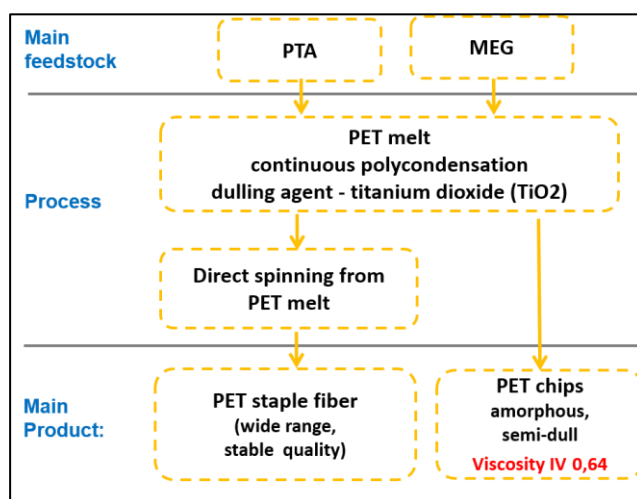 Main
feedstock
PTA
MEG
PET melt
continuous polycondensation
dulling agent - titanium dioxide (TiO2)
Process
Direct spinning from
PET melt
Main
Product:
PET staple fiber
(wide range,
stable quality)
PET chips
amorphous,
semi-dull
Viscosity IV 0,64